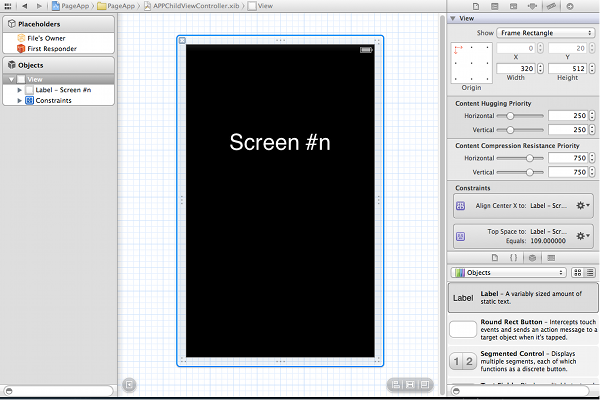 PageApp
PageApp
APPChildViewController.xib
View
Placeholders
File's Owner
First Responder
Objects
View
Label – Screen #n
Constraints
Screen #n
View
Show Frame Rectangle
0 20
X Y
320 512
Origin Width Height
Content Hugging Priority
Horizontal 250
Vertical 250
Content Compression Resistance Priority
Horizontal 750
Vertical 750
Constraints
Align Center X to: Label – Scr...
Top Space to: Label – Scr...
Equals: 109.000000
Objects
Label
Label – A variably sized amount of
static text.
Round Rect Button – Intercepts touch
events and sends an action message to a
target object when it's tapped.
1 2
Segmented Control – Displays
multiple segments, each of which
functions as a discrete button.